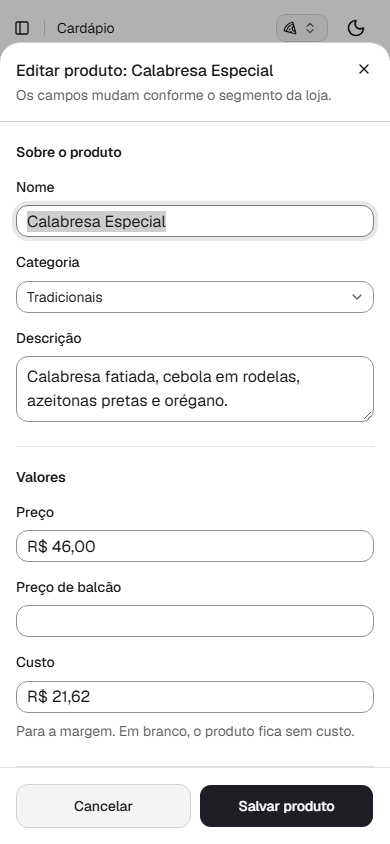 Cardápio
Editar produto: Calabresa Especial
Os campos mudam conforme o segmento da loja.
Sobre o produto
Nome
Calabresa Especial
Categoria
Tradicionais
Descrição
Calabresa fatiada, cebola em rodelas,
azeitonas pretas e orégano.
Valores
Preço
R$ 46,00
Preço de balcão
Custo
R$ 21,62
Para a margem. Em branco, o produto fica sem custo.
Cancelar
Salvar produto